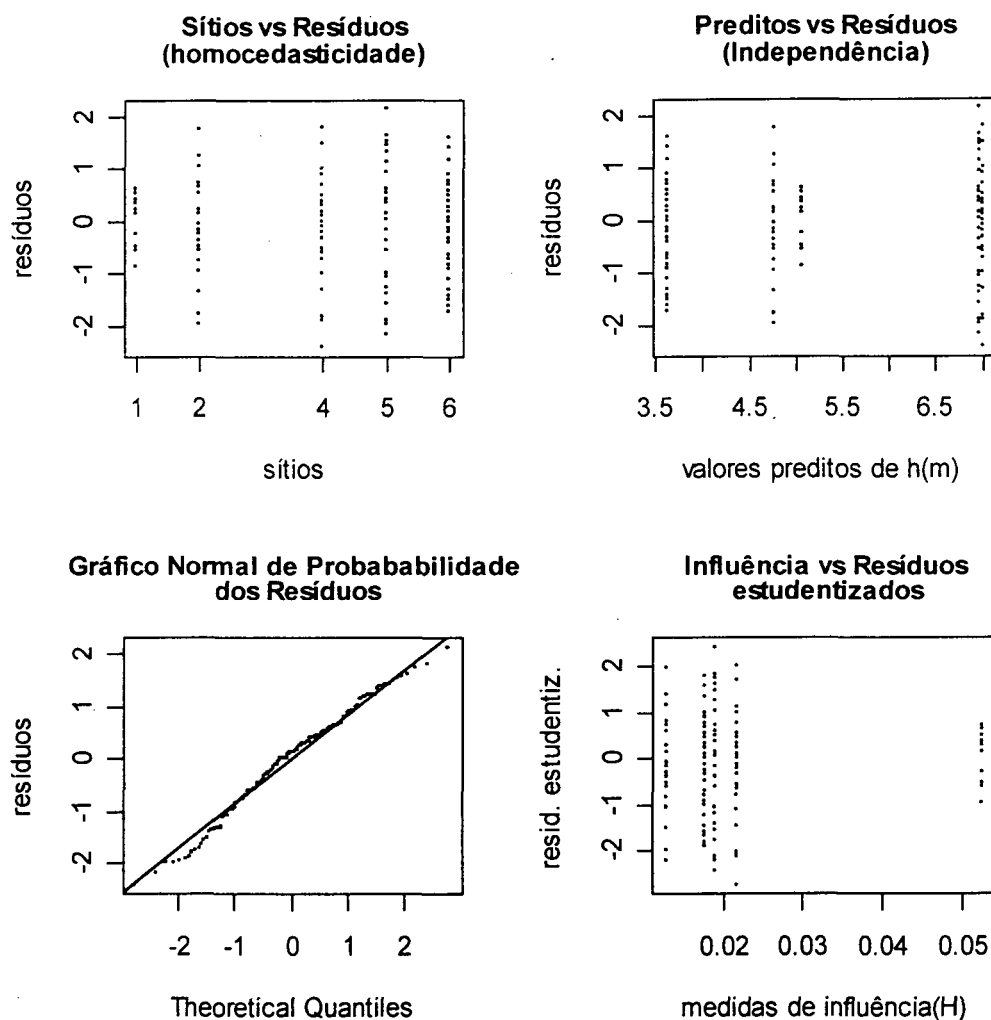 Sítios vs Resíduos
(homocedasticidade)
resíduos
2
1
0
-1
-2
1
2
4
5
6
sítios
Preditos vs Resíduos
(Independência)
resíduos
2
1
0
-1
-2
3.5
4.5
5.5
6.5
valores preditos de h(m)
Gráfico Normal de Probababilidade
dos Resíduos
resíduos
2
1
0
-1
-2
-2
-1
0
1
2
Theoretical Quantiles
Influência vs Resíduos
estudentizados
resid. estudentiz.
2
1
0
-1
-2
0.02
0.03
0.04
0.05
medidas de influência(H)